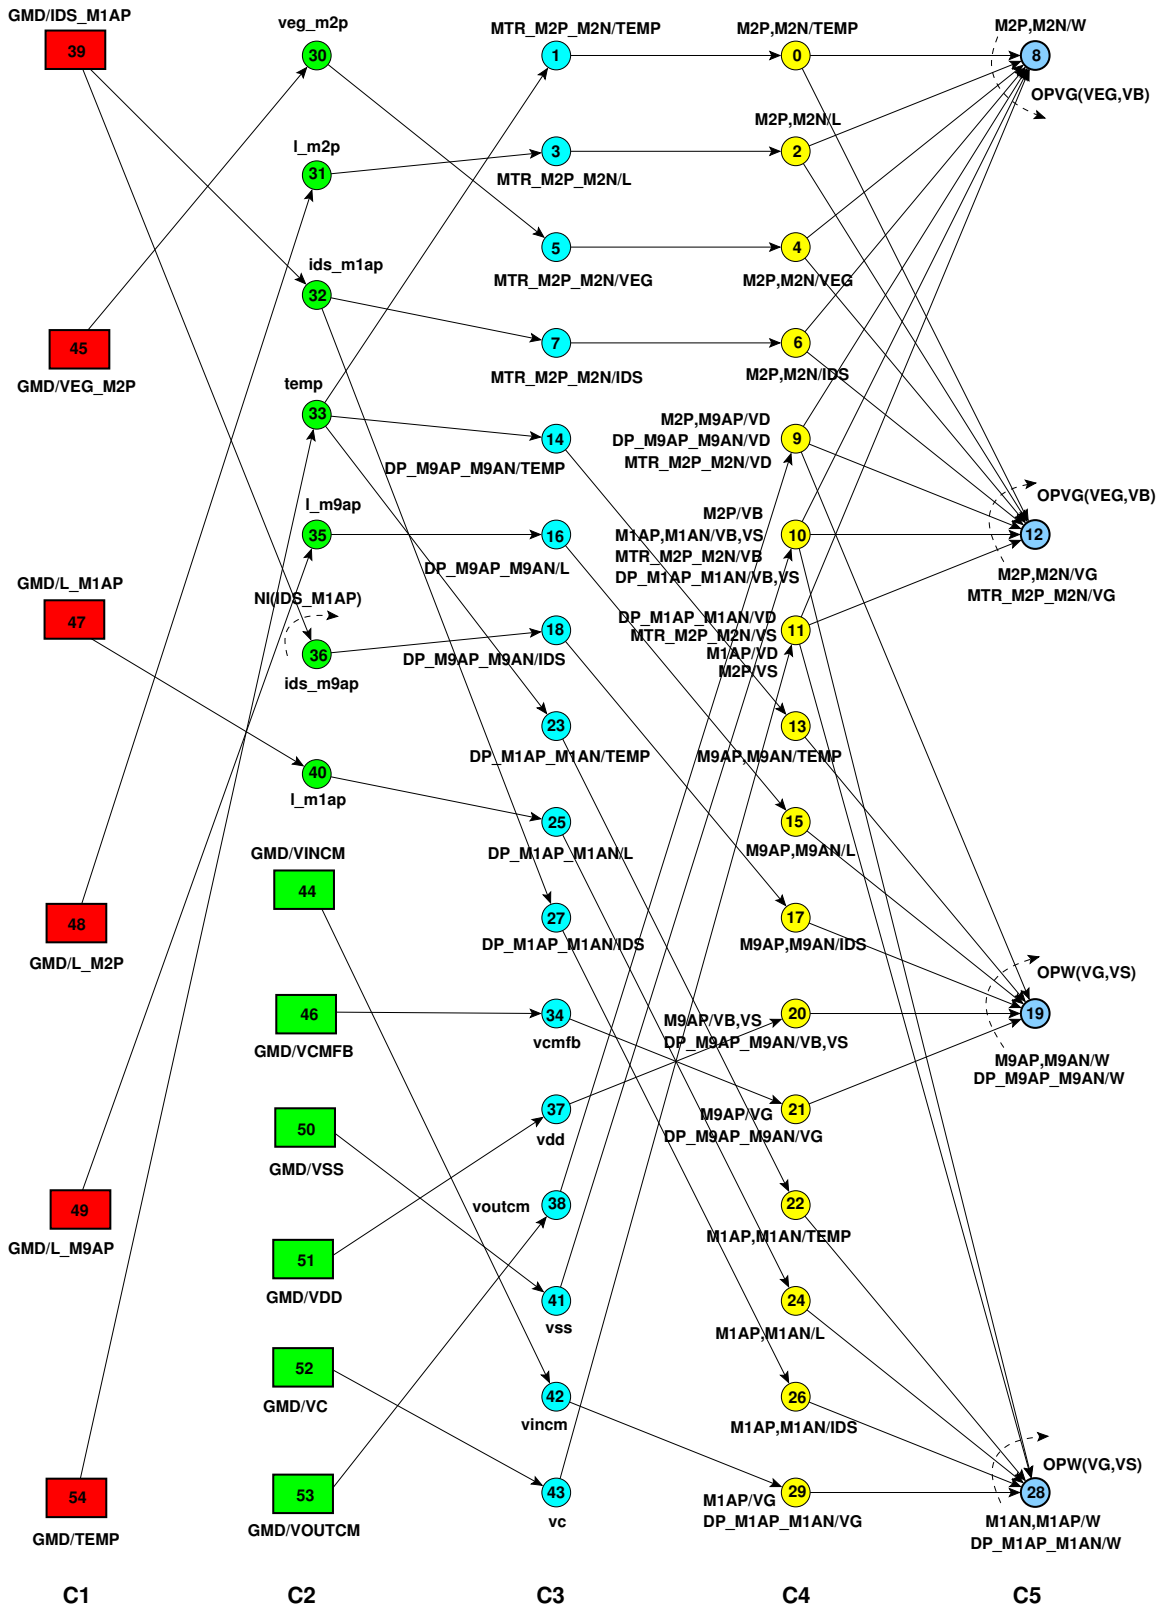 GMD/IDS_M1AP
39
45
GMD/VEG_M2P
GMD/L_M1AP
47
48
GMD/L_M2P
49
GMD/L_M9AP
54
GMD/TEMP
C1
veg_m2p
30
l_m2p
31
ids_m1ap
32
temp
33
l_m9ap
35
NI(IDS_M1AP)
36
ids_m9ap
40
l_m1ap
GMD/VINCM
44
46
GMD/VCMFB
50
GMD/VSS
51
GMD/VDD
52
GMD/VC
53
GMD/VOUTCM
C2
MTR_M2P_M2N/TEMP
1
3
MTR_M2P_M2N/L
5
MTR_M2P_M2N/VEG
7
MTR_M2P_M2N/IDS
14
DP_M9AP_M9AN/TEMP
16
DP_M9AP_M9AN/L
18
DP_M9AP_M9AN/IDS
23
DP_M1AP_M1AN/TEMP
25
DP_M1AP_M1AN/L
27
DP_M1AP_M1AN/IDS
34
vcmfb
37
vdd
voutcm
38
41
vss
42
vincm
43
vc
C3
M2P,M2N/TEMP
0
M2P,M2N/L
2
4
M2P,M2N/VEG
6
M2P,M2N/IDS
M2P,M9AP/VD
DP_M9AP_M9AN/VD
MTR_M2P_M2N/VD
9
M2P/VB
M1AP,M1AN/VB,VS
MTR_M2P_M2N/VB
DP_M1AP_M1AN/VB,VS
10
DP_M1AP_M1AN/VD
MTR_M2P_M2N/VS
M1AP/VD
M2P/VS
11
13
M9AP,M9AN/TEMP
15
M9AP,M9AN/L
17
M9AP,M9AN/IDS
20
M9AP/VB,VS
DP_M9AP_M9AN/VB,VS
21
M9AP/VG
DP_M9AP_M9AN/VG
22
M1AP,M1AN/TEMP
24
M1AP,M1AN/L
26
M1AP,M1AN/IDS
29
M1AP/VG
DP_M1AP_M1AN/VG
C4
M2P,M2N/W
8
OPVG(VEG,VB)
OPVG(VEG,VB)
12
M2P,M2N/VG
MTR_M2P_M2N/VG
OPW(VG,VS)
19
M9AP,M9AN/W
DP_M9AP_M9AN/W
OPW(VG,VS)
28
M1AN,M1AP/W
DP_M1AP_M1AN/W
C5